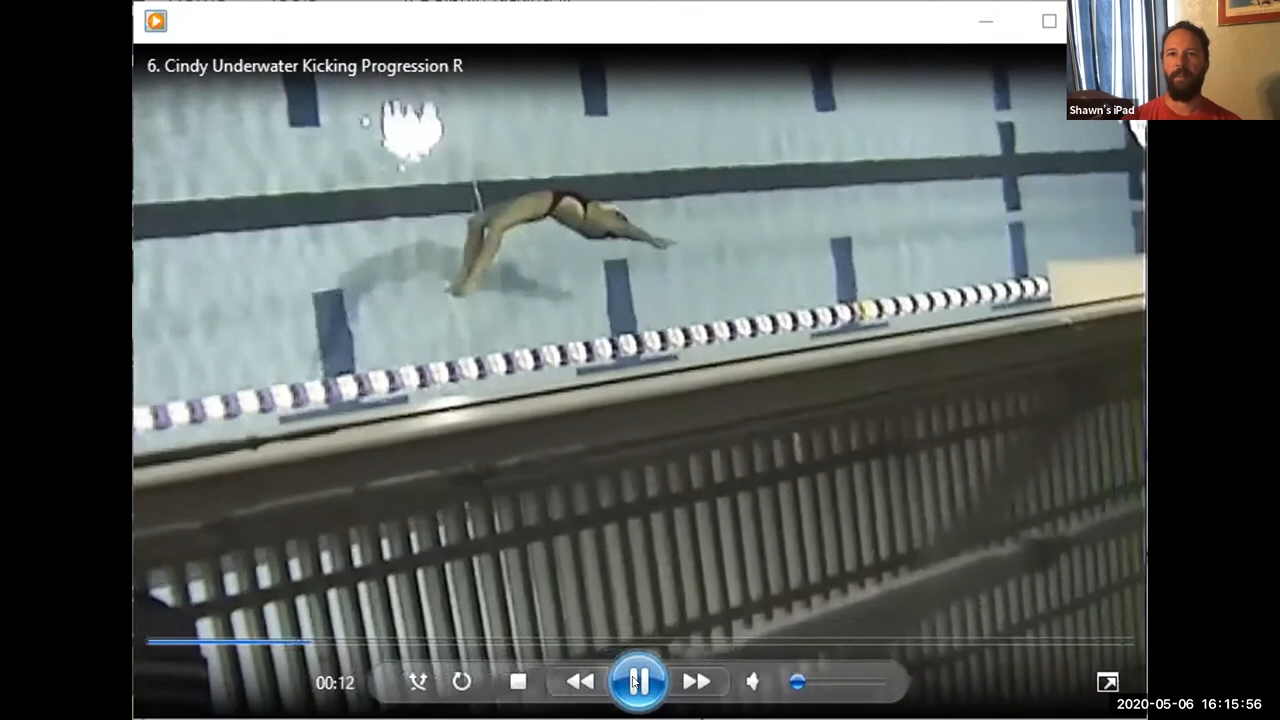 6. Cindy Underwater Kicking Progression R
Shawn's iPad
00:12
2020-05-06 16:15:56